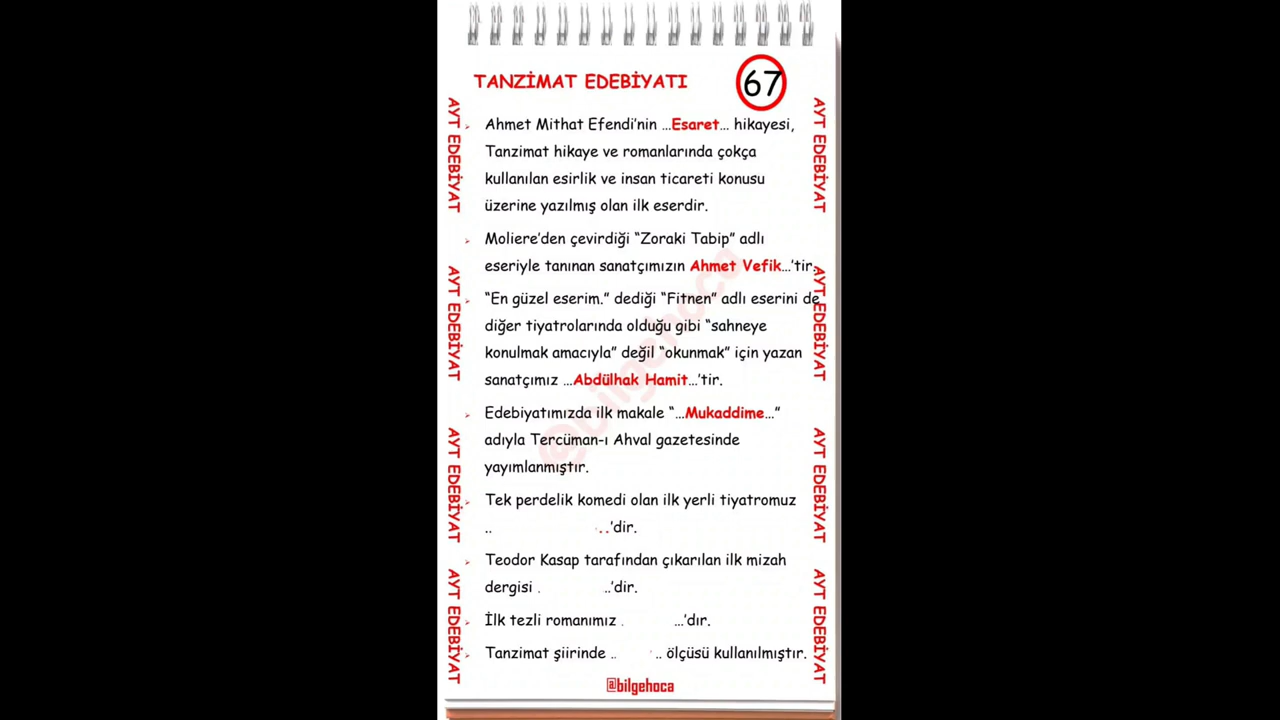 TANZİMAT EDEBİYATI
67
Ahmet Mithat Efendi’nin …Esaret… hikayesi,
Tanzimat hikaye ve romanlarında çokça
kullanılan esirlik ve insan ticareti konusu
üzerine yazılmış olan ilk eserdir.
Moliere’den çevirdiği “Zoraki Tabip” adlı
eseriyle tanınan sanatçımızın Ahmet Vefik…’tir.
“En güzel eserim.” dediği “Fitnen” adlı eserini de
diğer tiyatrolarında olduğu gibi “sahneye
konulmak amacıyla” değil “okunmak” için yazan
sanatçımız …Abdülhak Hamit…’tir.
Edebiyatımızda ilk makale “…Mukaddime…”
adıyla Tercüman-ı Ahval gazetesinde
yayımlanmıştır.
Tek perdelik komedi olan ilk yerli tiyatromuz
.. ..’dir.
Teodor Kasap tarafından çıkarılan ilk mizah
dergisi . ..’dir.
İlk tezli romanımız . …’dır.
Tanzimat şiirinde .. .. ölçüsü kullanılmıştır.
@bilgehoca
AYT EDEBİYAT
AYT EDEBİYAT
AYT EDEBİYAT
AYT EDEBİYAT
AYT EDEBİYAT
AYT EDEBİYAT
AYT EDEBİYAT
AYT EDEBİYAT
@bilgehoca